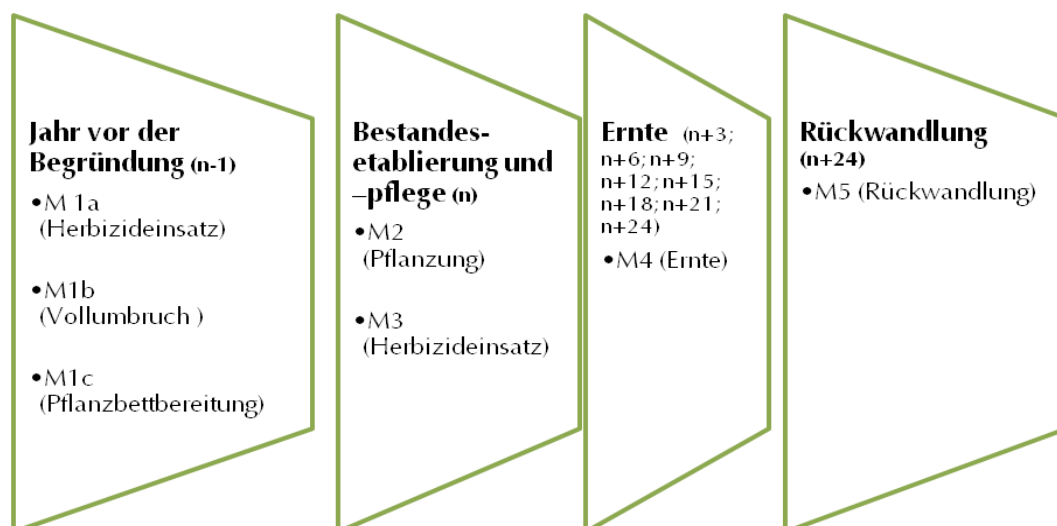 Jahr vor der
Begründung (n-1)
•M 1a
(Herbizideinsatz)
•M1b
(Vollumbruch )
•M1c
(Pflanzbettbereitung)
Bestandes-
etablierung und
–pflege (n)
•M2
(Pflanzung)
•M3
(Herbizideinsatz)
Ernte (n+3;
n+6; n+9;
n+12; n+15;
n+18; n+21;
n+24)
•M4 (Ernte)
Rückwandlung
(n+24)
•M5 (Rückwandlung)